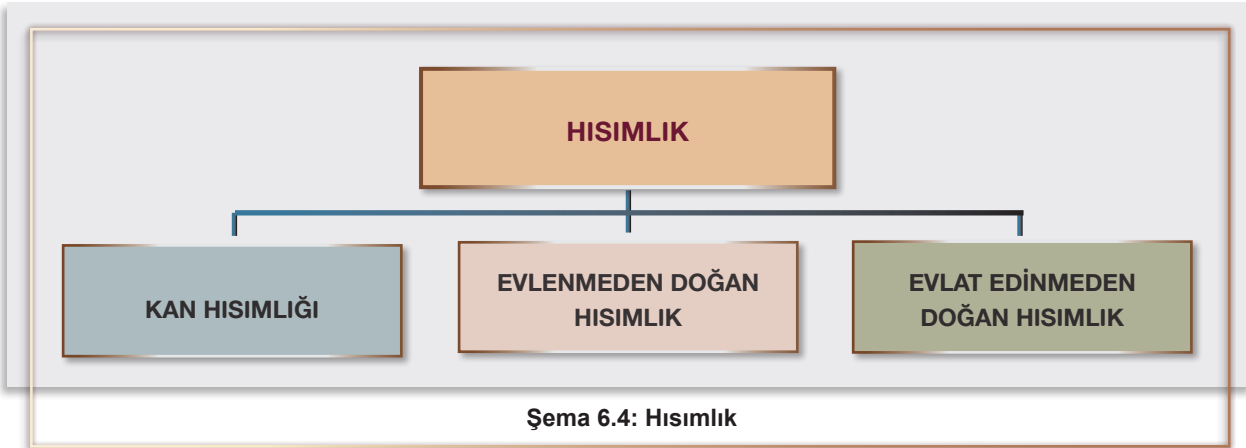 HISIMLIK
KAN HISIMLIĞI
EVLENMEDEN DOĞAN
HISIMLIK
EVLAT EDİNMEDEN
DOĞAN HISIMLIK
Şema 6.4: Hısımlık